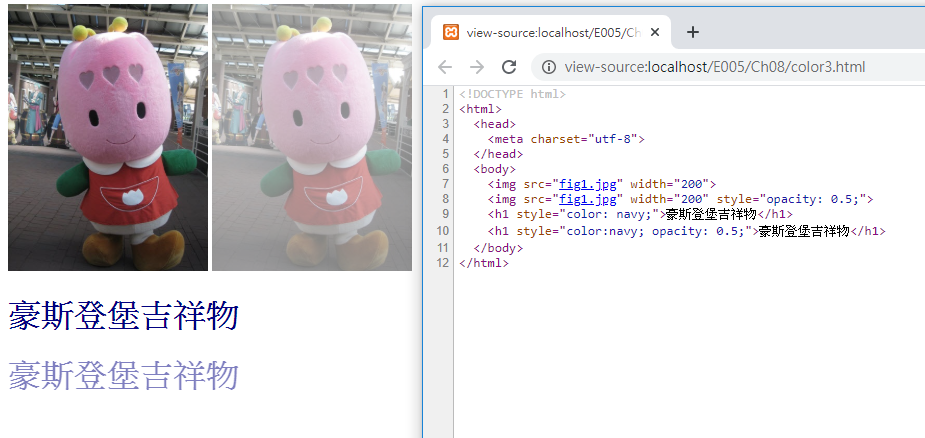 豪斯登堡吉祥物
豪斯登堡吉祥物
view-source:localhost/E005/Ch
view-source:localhost/E005/Ch08/color3.html
1 <!DOCTYPE html>
2 <html>
3 <head>
4 <meta charset="utf-8">
5 </head>
6 <body>
7 <img src="fig1.jpg" width="200">
8 <img src="fig1.jpg" width="200" style="opacity: 0.5;">
9 <h1 style="color: navy;">豪斯登堡吉祥物</h1>
10 <h1 style="color:navy; opacity: 0.5;">豪斯登堡吉祥物</h1>
11 </body>
12 </html>